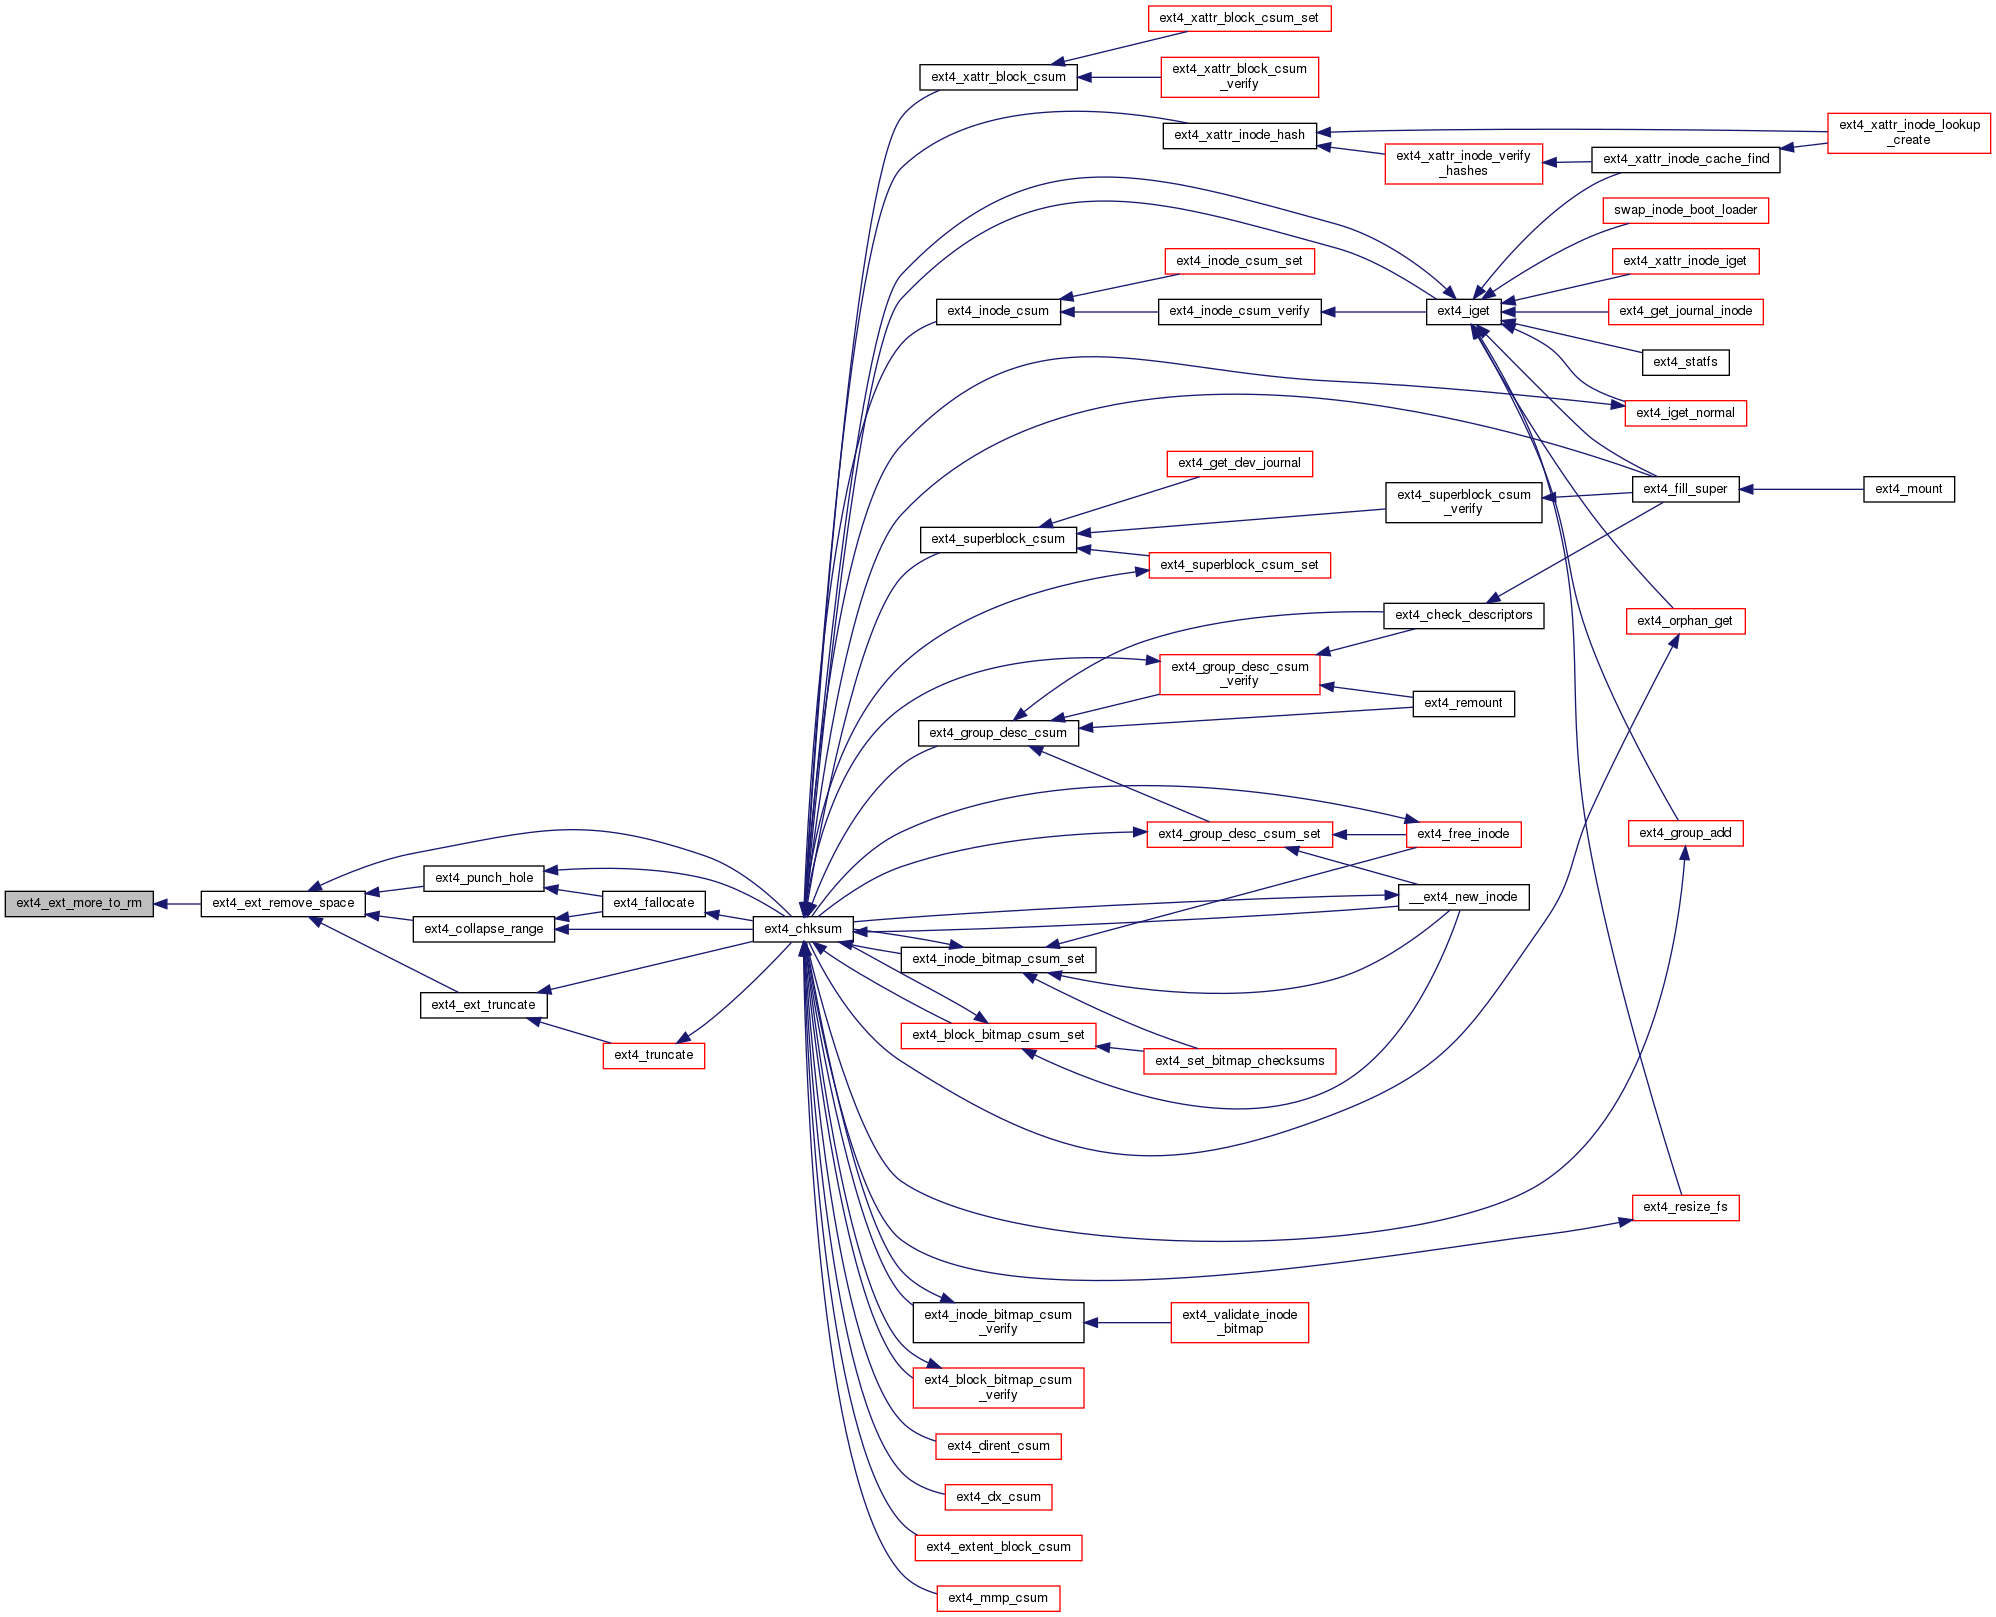 ext4_xattr_block_csum_set
ext4_xattr_block_csum
ext4_xattr_block_csum
_verify
ext4_xattr_inode_hash
ext4_xattr_inode_lookup
_create
ext4_xattr_inode_verify
_hashes
ext4_xattr_inode_cache_find
swap_inode_boot_loader
ext4_inode_csum_set
ext4_xattr_inode_iget
ext4_inode_csum
ext4_inode_csum_verify
ext4_iget
ext4_get_journal_inode
ext4_statfs
ext4_iget_normal
ext4_get_dev_journal
ext4_superblock_csum
_verify
ext4_fill_super
ext4_mount
ext4_superblock_csum
ext4_superblock_csum_set
ext4_check_descriptors
ext4_orphan_get
ext4_group_desc_csum
_verify
ext4_remount
ext4_group_desc_csum
ext4_group_desc_csum_set
ext4_free_inode
ext4_group_add
ext4_punch_hole
ext4_ext_more_to_rm
ext4_ext_remove_space
ext4_fallocate
__ext4_new_inode
ext4_collapse_range
ext4_chksum
ext4_inode_bitmap_csum_set
ext4_ext_truncate
ext4_block_bitmap_csum_set
ext4_truncate
ext4_set_bitmap_checksums
ext4_resize_fs
ext4_inode_bitmap_csum
_verify
ext4_validate_inode
_bitmap
ext4_block_bitmap_csum
_verify
ext4_dirent_csum
ext4_dx_csum
ext4_extent_block_csum
ext4_mmp_csum